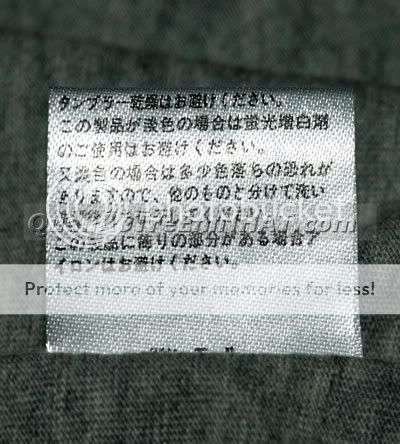 タンブラー乾燥はお避けください。
この製品が淡色の場合は蛍光増白剤
のご使用はお避けください。
又濃色の場合は多少色落ちの恐れが
ありますので、他のものと分けて洗い
この製品に飾りの部分がある場合ア
イロンはお避けください。
Protect more of your memories for less!